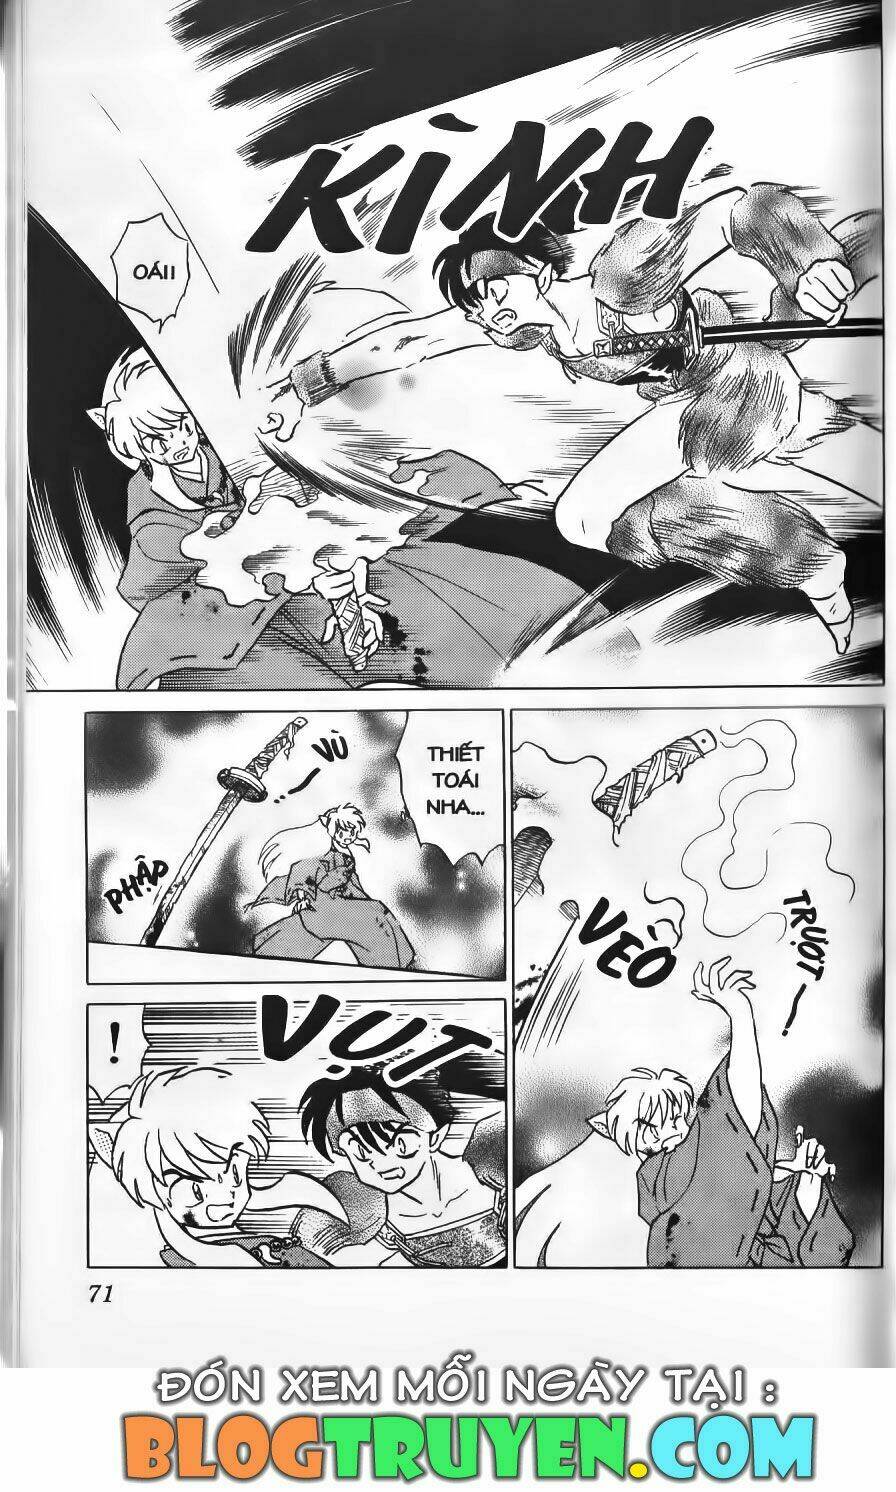 KÌNH
OÁI!
VÈO
TRƯỢT
THIẾT
TOÁI
NHA...
VÙ
PHẬP
VỤT
!
71
ĐÓN XEM MỖI NGÀY TẠI :
BLOGTRUYEN.COM